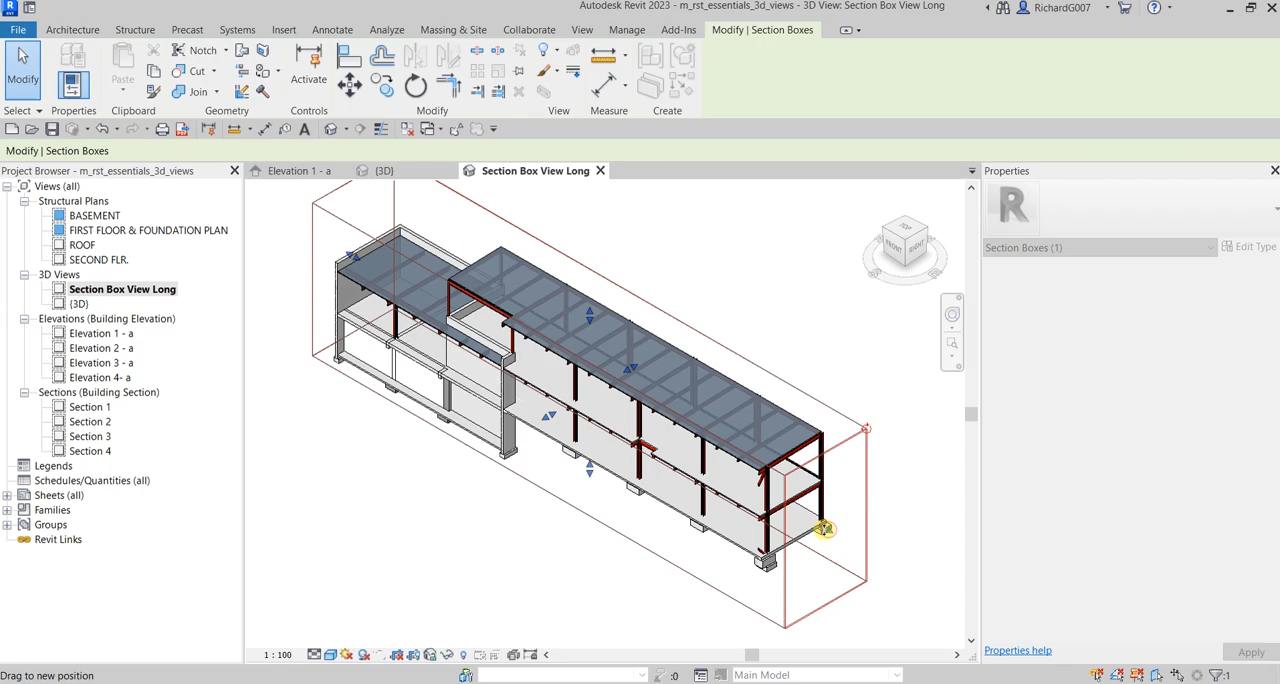 Autodesk Revit 2023 - m_rst_essentials_3d_views - 3D View: Section Box View Long
RichardG007
File Architecture Structure Precast Systems Insert Annotate Analyze Massing & Site Collaborate View Manage Add-Ins Modify | Section Boxes
Notch
Cut
Join
Modify
Paste
Activate
Select Properties Clipboard Geometry Controls Modify View Measure Create
Modify | Section Boxes
Project Browser - m_rst_essentials_3d_views
Elevation 1 - a
{3D}
Section Box View Long
Properties
Views (all)
Structural Plans
BASEMENT
FIRST FLOOR & FOUNDATION PLAN
ROOF
SECOND FLR.
3D Views
Section Box View Long
{3D}
Elevations (Building Elevation)
Elevation 1 - a
Elevation 2 - a
Elevation 3 - a
Elevation 4- a
Sections (Building Section)
Section 1
Section 2
Section 3
Section 4
Legends
Schedules/Quantities (all)
Sheets (all)
Families
Groups
Revit Links
TOP
FRONT
RIGHT
R
Section Boxes (1)
Edit Type
1 : 100
Properties help
Apply
Drag to new position
:0
Main Model
:1